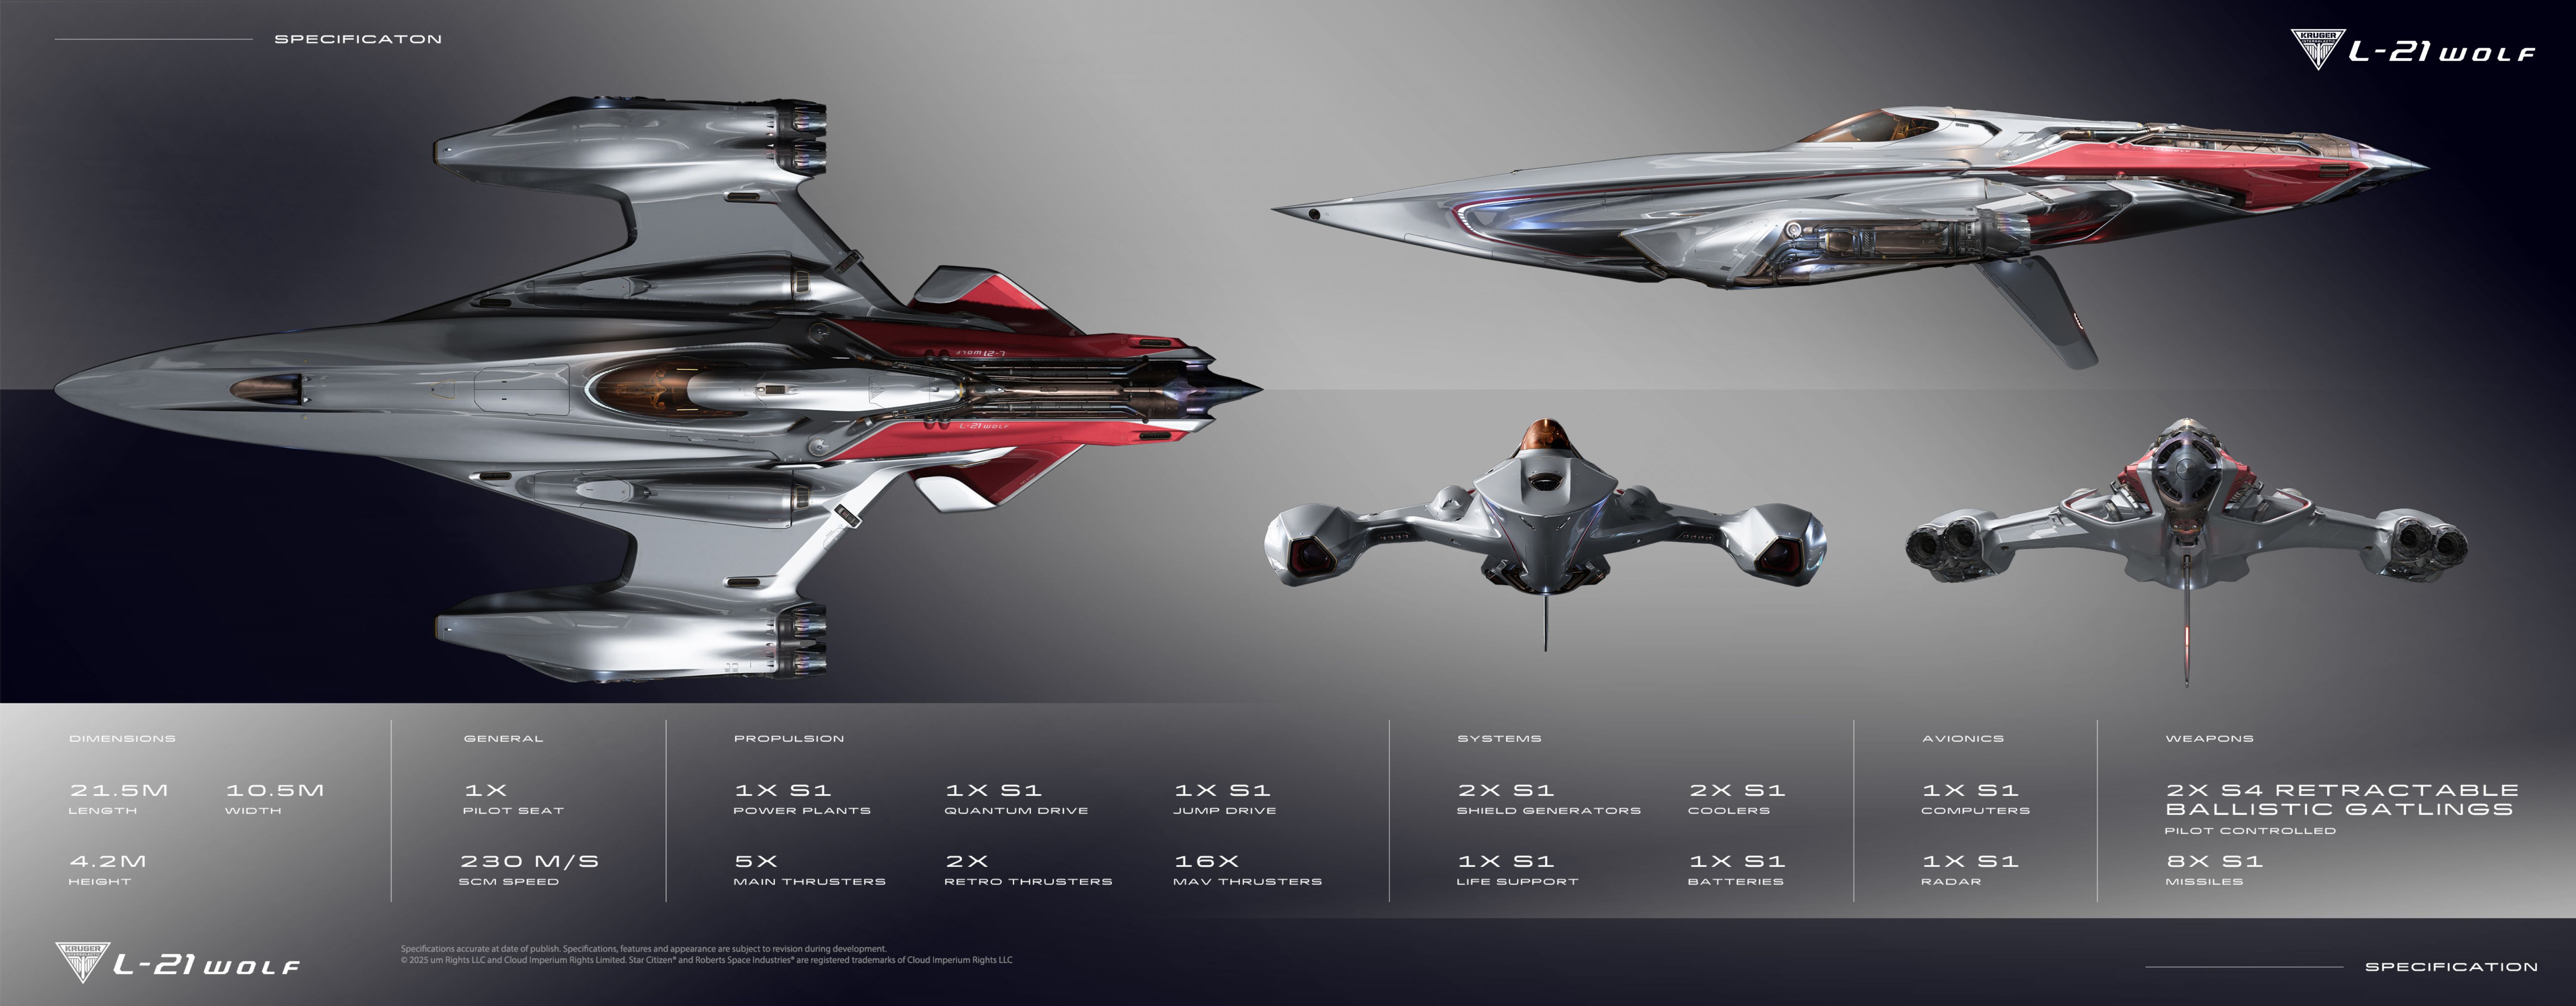 SPECIFICATON
KRUGER
L-21 WOLF
L-21 WOLF
L-21 WOLF
DIMENSIONS
21.5M
LENGTH
10.5M
WIDTH
4.2M
HEIGHT
GENERAL
1X
PILOT SEAT
230 M/S
SCM SPEED
PROPULSION
1X S1
POWER PLANTS
1X S1
QUANTUM DRIVE
1X S1
JUMP DRIVE
5X
MAIN THRUSTERS
2X
RETRO THRUSTERS
16X
MAV THRUSTERS
SYSTEMS
2X S1
SHIELD GENERATORS
2X S1
COOLERS
1X S1
LIFE SUPPORT
1X S1
BATTERIES
AVIONICS
1X S1
COMPUTERS
1X S1
RADAR
WEAPONS
2X S4 RETRACTABLE
BALLISTIC GATLINGS
PILOT CONTROLLED
8X S1
MISSILES
KRUGER
L-21 WOLF
Specifications accurate at date of publish. Specifications, features and appearance are subject to revision during development.
© 2025 um Rights LLC and Cloud Imperium Rights Limited. Star Citizen® and Roberts Space Industries® are registered trademarks of Cloud Imperium Rights LLC
SPECIFICATION